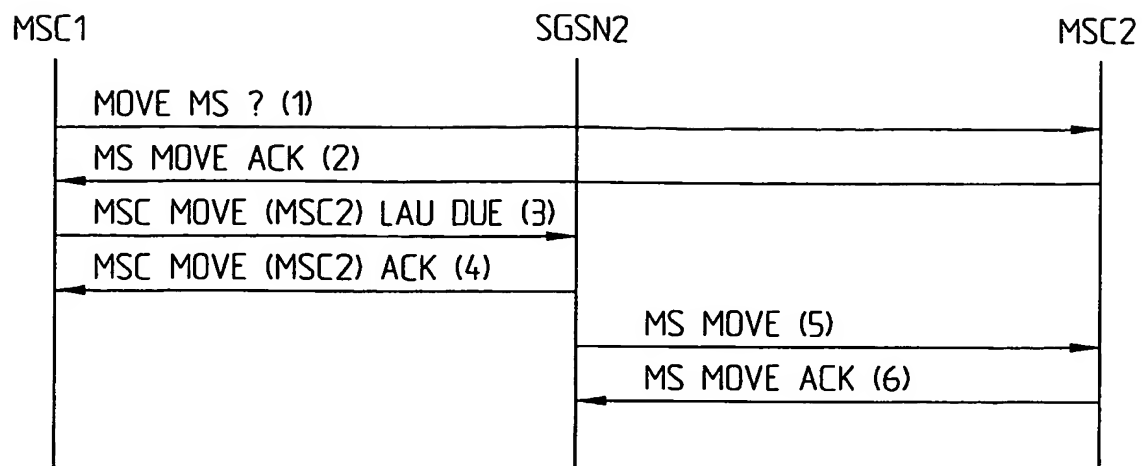 MSC1 SGSN2 MSC2
MOVE MS ? (1)
MS MOVE ACK (2)
MSC MOVE (MSC2) LAU DUE (3)
MSC MOVE (MSC2) ACK (4)
MS MOVE (5)
MS MOVE ACK (6)